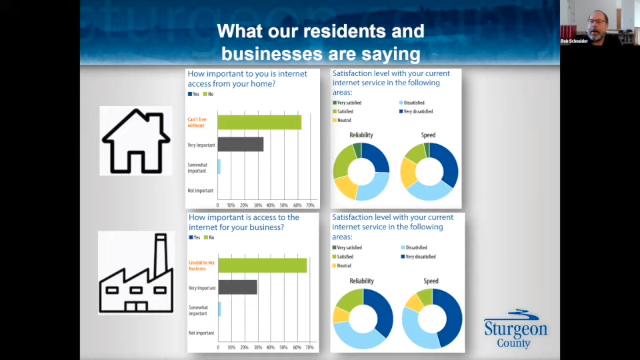 What our residents and
businesses are saying
Rob Schneider
How important to you is internet
access from your home?
Yes No
Can't live
without
Very important
Somewhat
important
Not important
0 10% 20% 30% 40% 50% 60% 70%
Satisfaction level with your current
internet service in the following
areas:
Very satisfied Dissatisfied
Satisfied Very dissatisfied
Neutral
Reliability Speed
How important is access to the
internet for your business?
Yes No
Crucial to my
business
Very important
Somewhat
important
Not important
0 10% 20% 30% 40% 50% 60% 70%
Satisfaction level with your current
internet service in the following
areas:
Very satisfied Dissatisfied
Satisfied Very dissatisfied
Neutral
Reliability Speed
Sturgeon
County